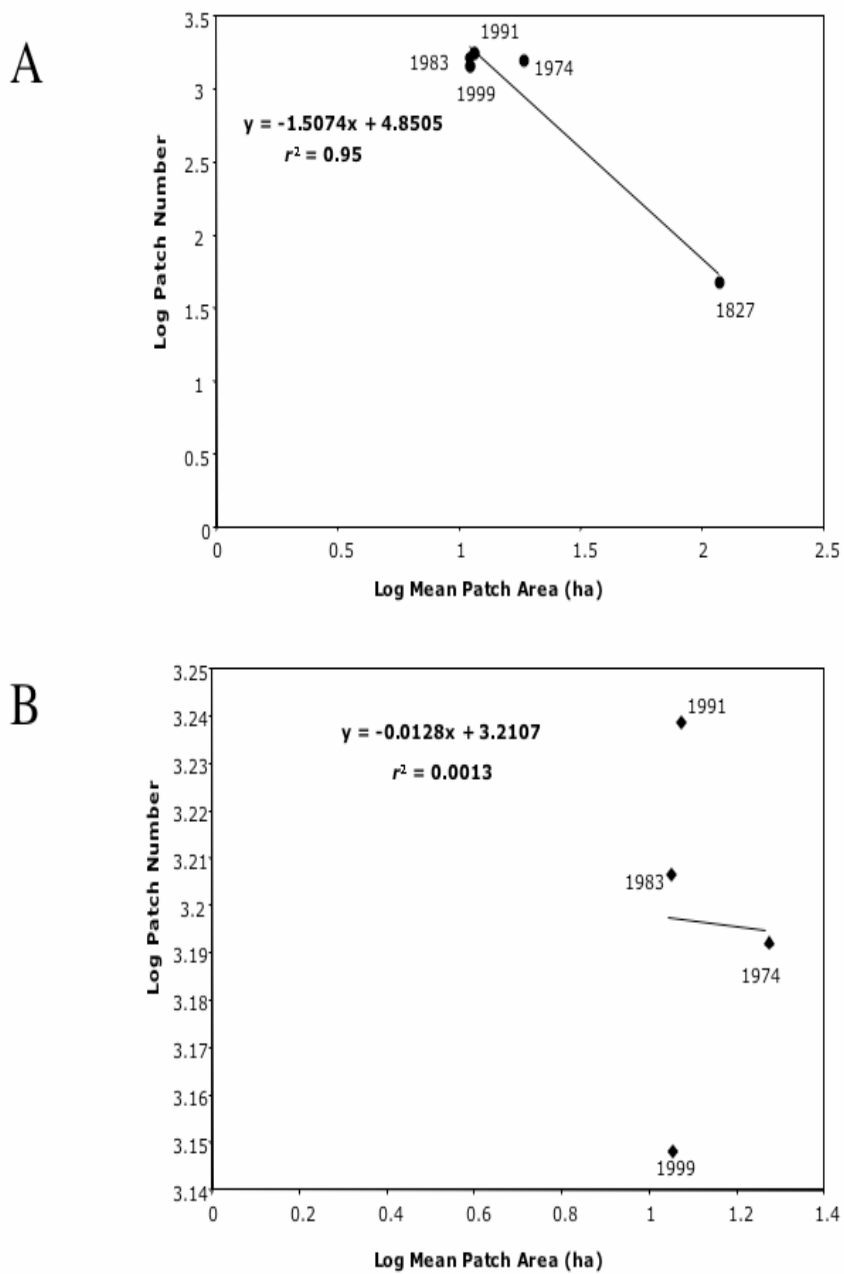 A
3.5
3
2.5
2
1.5
1
0.5
0
Log Patch Number
1991
1983
1974
1999
y = -1.5074x + 4.8505
r² = 0.95
1827
0 0.5 1 1.5 2 2.5
Log Mean Patch Area (ha)
B
3.25
3.24
3.23
3.22
3.21
3.2
3.19
3.18
3.17
3.16
3.15
3.14
Log Patch Number
1991
y = -0.0128x + 3.2107
r² = 0.0013
1983
1974
1999
0 0.2 0.4 0.6 0.8 1 1.2 1.4
Log Mean Patch Area (ha)